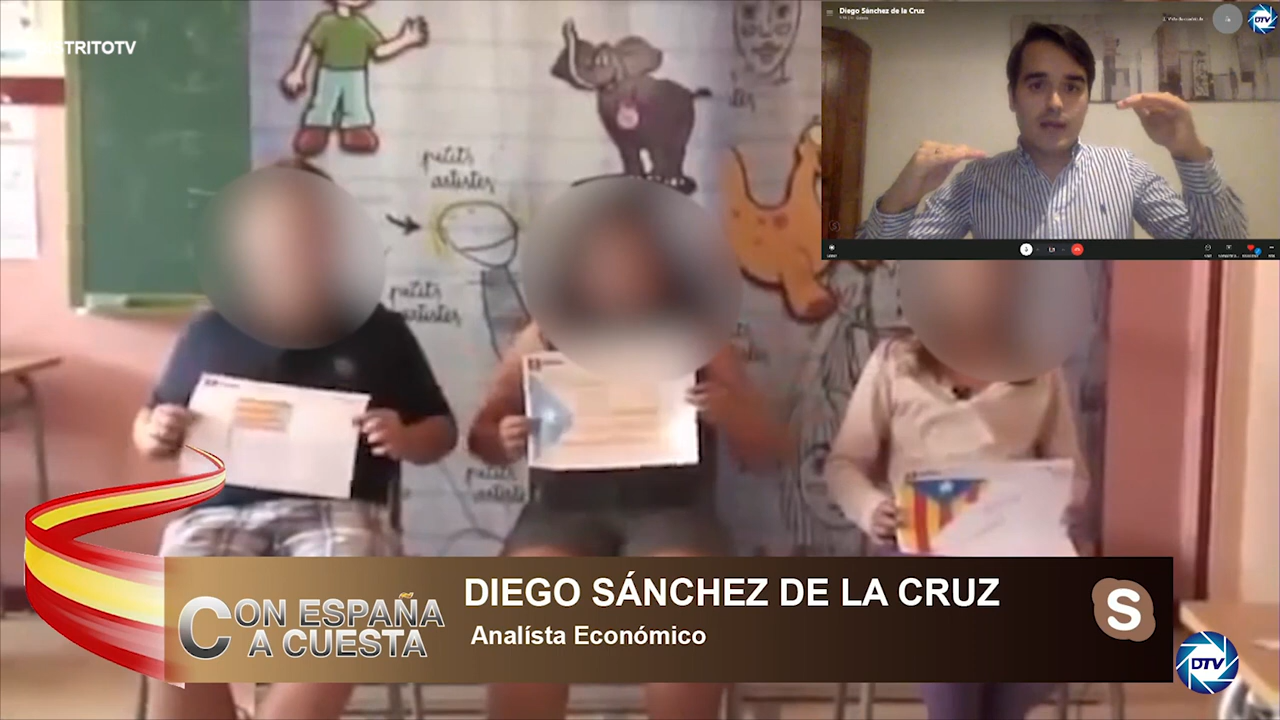 DISTRITOTV
Diego Sánchez de la Cruz
DTV
petits
artistes
petits
artistes
petits
artistes
CON ESPAÑA
A CUESTA
DIEGO SÁNCHEZ DE LA CRUZ
Analísta Económico
S
DTV